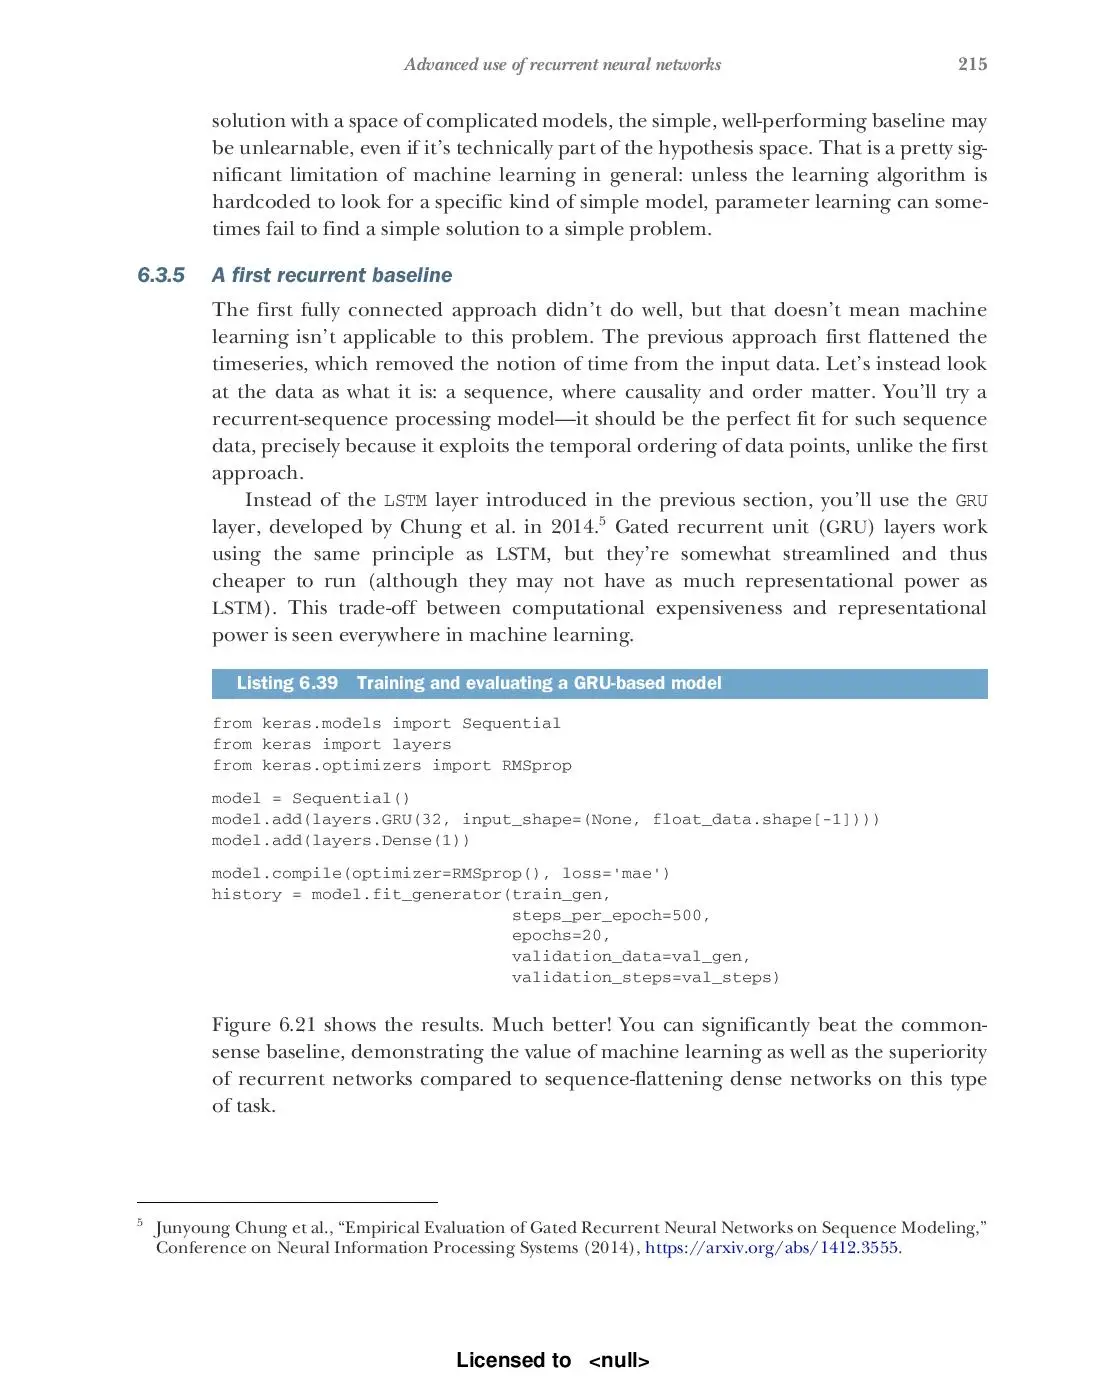 Advanced use of recurrent neural networks 215
solution with a space of complicated models, the simple, well-performing baseline may
be unlearnable, even if it’s technically part of the hypothesis space. That is a pretty sig-
nificant limitation of machine learning in general: unless the learning algorithm is
hardcoded to look for a specific kind of simple model, parameter learning can some-
times fail to find a simple solution to a simple problem.
6.3.5 A first recurrent baseline
The first fully connected approach didn’t do well, but that doesn’t mean machine
learning isn’t applicable to this problem. The previous approach first flattened the
timeseries, which removed the notion of time from the input data. Let’s instead look
at the data as what it is: a sequence, where causality and order matter. You’ll try a
recurrent-sequence processing model—it should be the perfect fit for such sequence
data, precisely because it exploits the temporal ordering of data points, unlike the first
approach.
Instead of the LSTM layer introduced in the previous section, you’ll use the GRU
layer, developed by Chung et al. in 2014.5 Gated recurrent unit (GRU) layers work
using the same principle as LSTM, but they’re somewhat streamlined and thus
cheaper to run (although they may not have as much representational power as
LSTM). This trade-off between computational expensiveness and representational
power is seen everywhere in machine learning.
Listing 6.39 Training and evaluating a GRU-based model
from keras.models import Sequential
from keras import layers
from keras.optimizers import RMSprop
model = Sequential()
model.add(layers.GRU(32, input_shape=(None, float_data.shape[-1])))
model.add(layers.Dense(1))
model.compile(optimizer=RMSprop(), loss='mae')
history = model.fit_generator(train_gen,
steps_per_epoch=500,
epochs=20,
validation_data=val_gen,
validation_steps=val_steps)
Figure 6.21 shows the results. Much better! You can significantly beat the common-
sense baseline, demonstrating the value of machine learning as well as the superiority
of recurrent networks compared to sequence-flattening dense networks on this type
of task.
5 Junyoung Chung et al., “Empirical Evaluation of Gated Recurrent Neural Networks on Sequence Modeling,”
Conference on Neural Information Processing Systems (2014), https://arxiv.org/abs/1412.3555.
Licensed to <null>